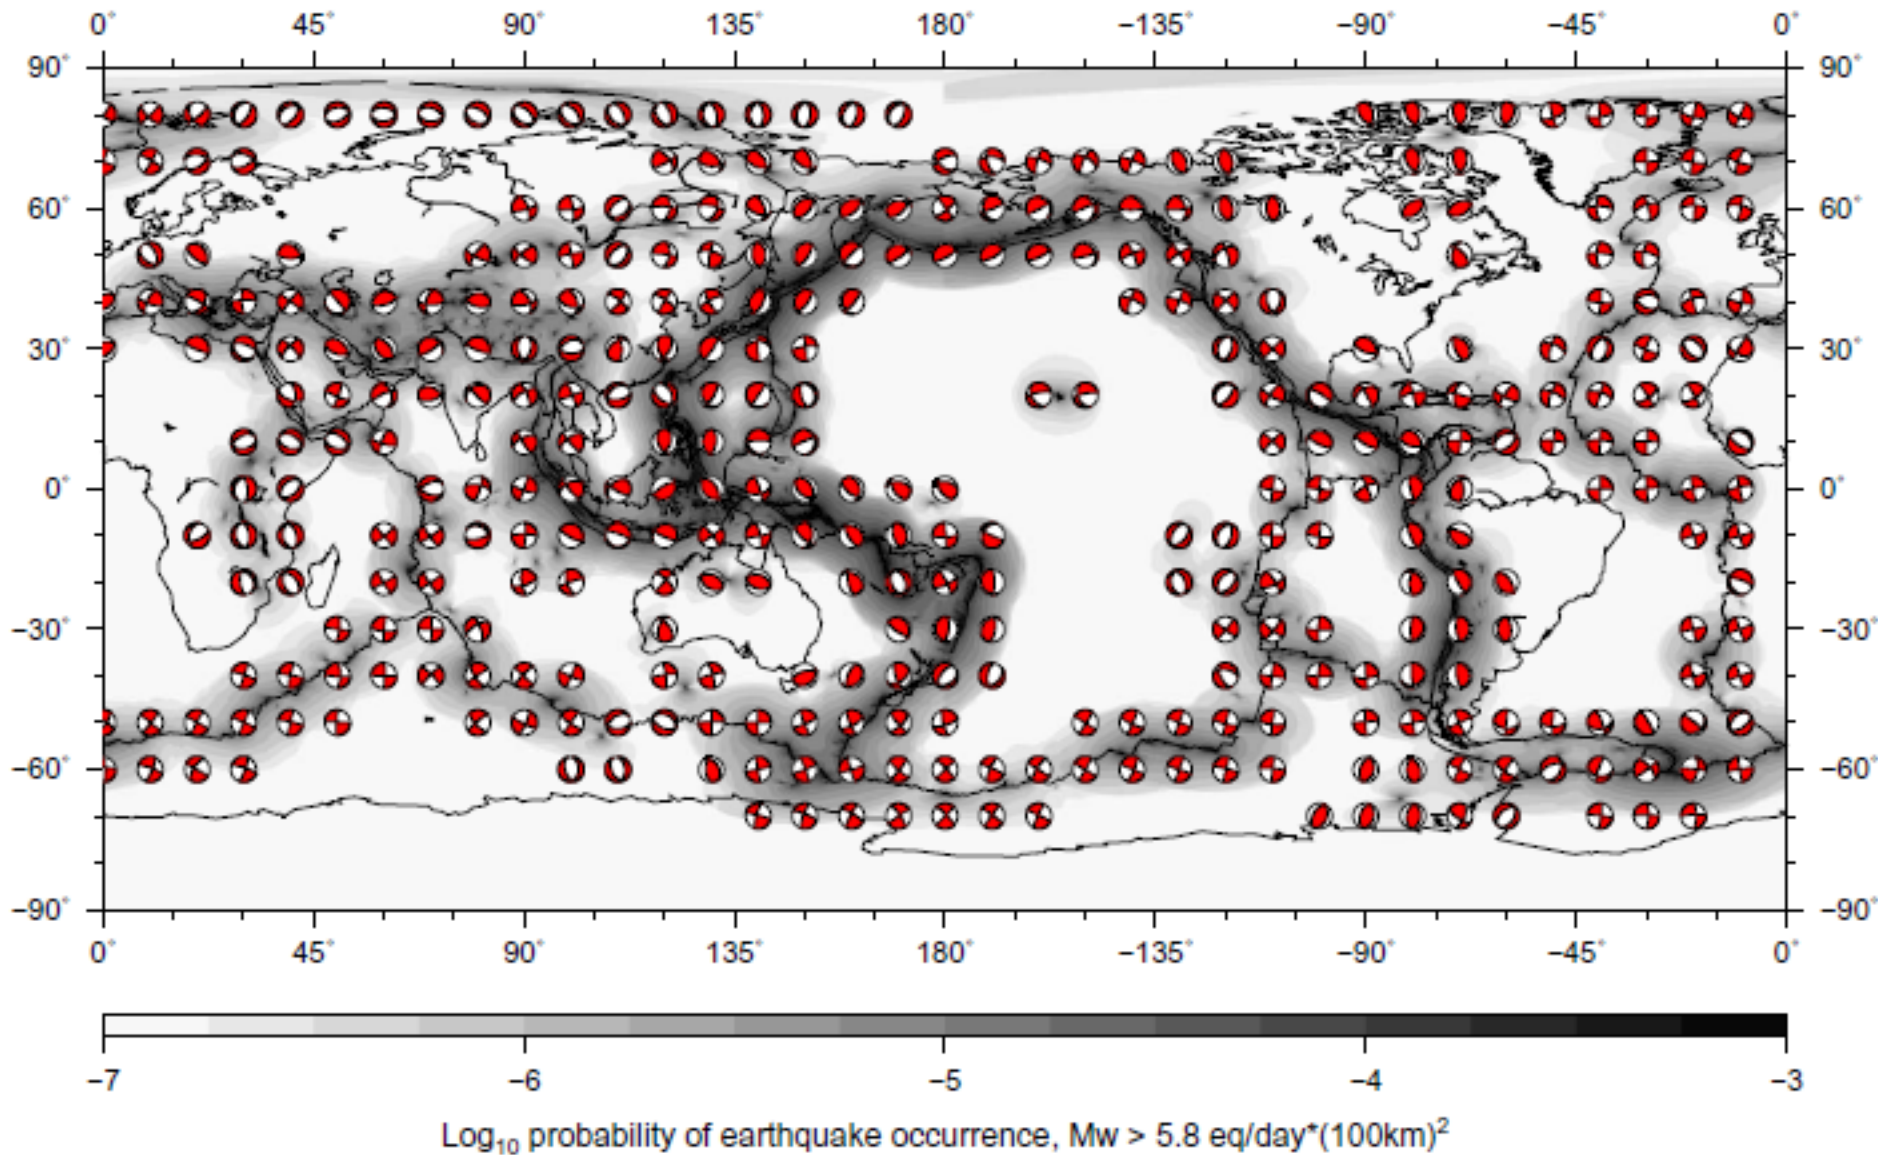 0° 45° 90° 135° 180° −135° −90° −45° 0°
90° 90°
60° 60°
30° 30°
0° 0°
−30° −30°
−60° −60°
−90° −90°
0° 45° 90° 135° 180° −135° −90° −45° 0°
−7 −6 −5 −4 −3
Log₁₀ probability of earthquake occurrence, Mw > 5.8 eq/day*(100km)²